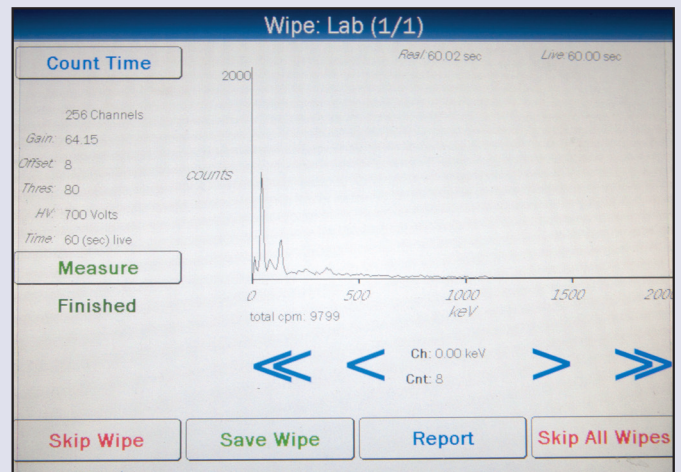 Wipe: Lab (1/1)
Count Time
Real: 60.02 sec
Live: 60.00 sec
2000
256 Channels
Gain: 64.15
Offset: 8
counts
Thres: 80
HV: 700 Volts
Time: 60 (sec) live
Measure
Finished
0 500 1000 1500 200
total cpm: 9799
keV
<< < Ch: 0.00 keV > >>
Cnt: 8
Skip Wipe
Save Wipe
Report
Skip All Wipes